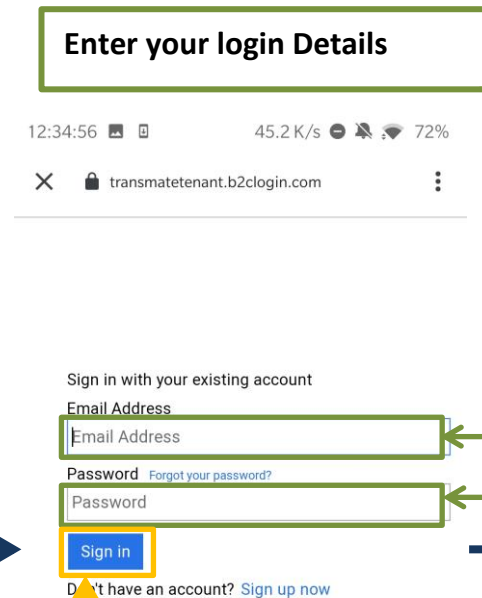 Enter your login Details
12:34:56 45.2 K/s 72%
transmatetenant.b2clogin.com
Sign in with your existing account
Email Address
Email Address
Password Forgot your password?
Password
Sign in
Don't have an account? Sign up now